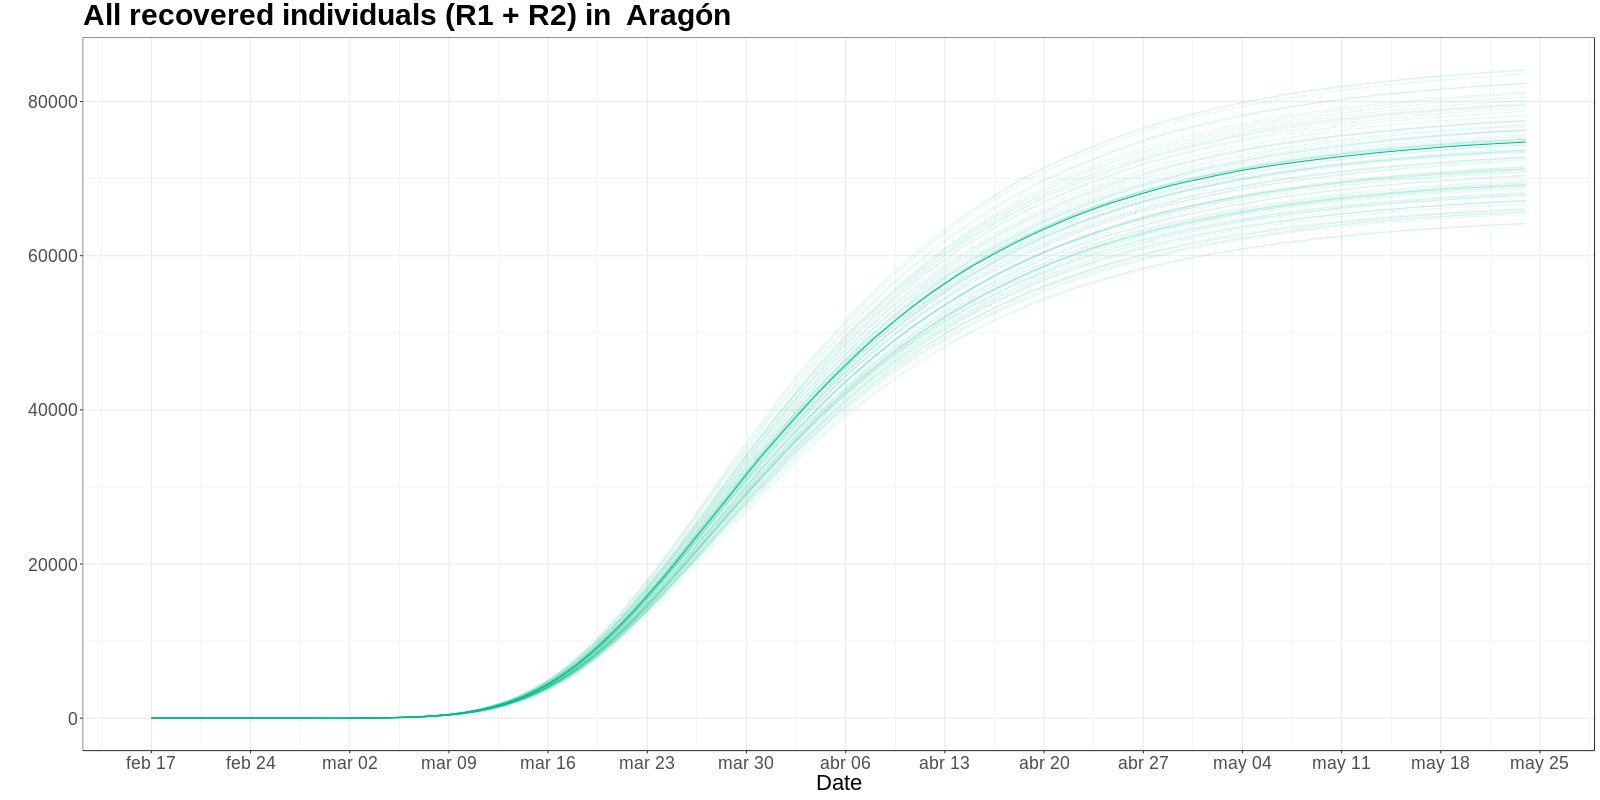 All recovered individuals (R1 + R2) in  Aragón
80000
60000
40000
20000
0
feb 17 feb 24 mar 02 mar 09 mar 16 mar 23 mar 30 abr 06 abr 13 abr 20 abr 27 may 04 may 11 may 18 may 25
Date